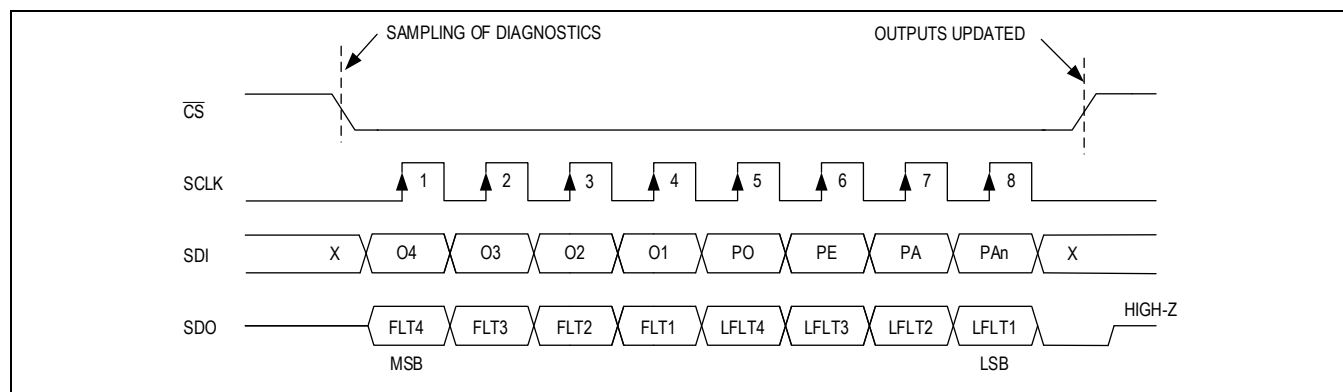 SAMPLING OF DIAGNOSTICS OUTPUTS UPDATED
CS
SCLK 1 2 3 4 5 6 7 8
SDI X O4 O3 O2 O1 PO PE PA PAn X
SDO FLT4 FLT3 FLT2 FLT1 LFLT4 LFLT3 LFLT2 LFLT1 HIGH-Z
MSB LSB